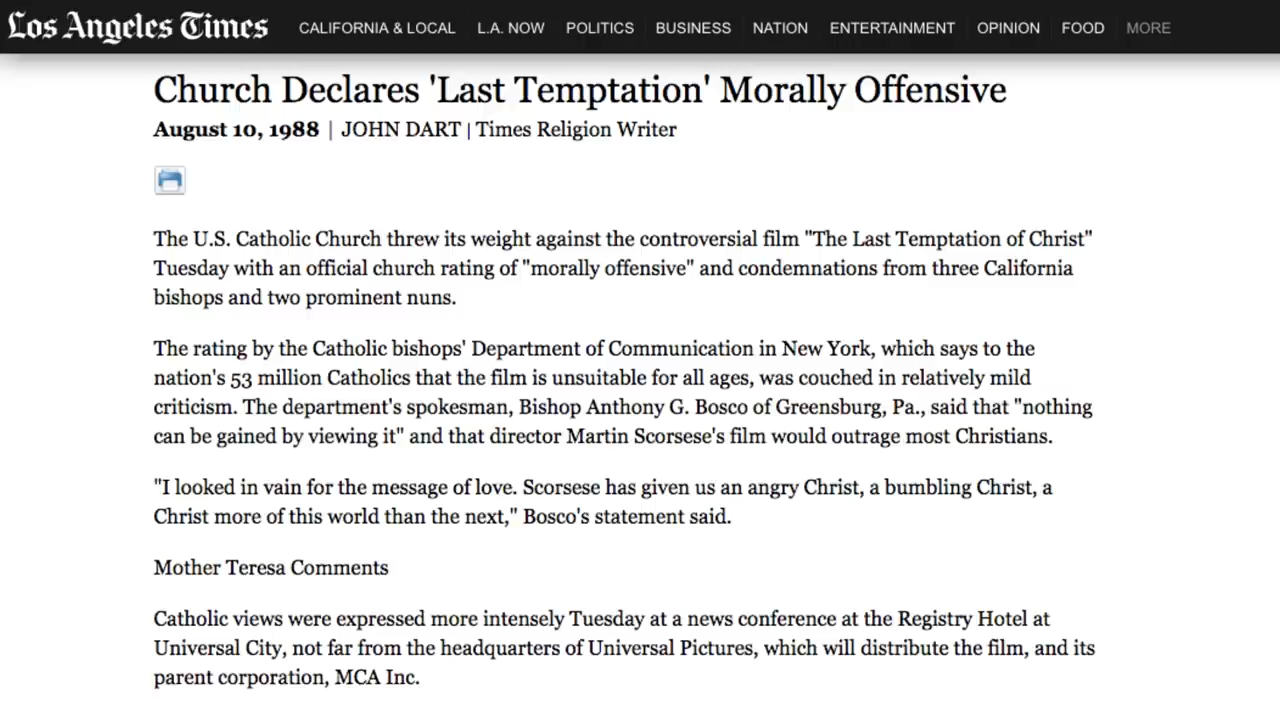 Los Angeles Times CALIFORNIA & LOCAL L.A. NOW POLITICS BUSINESS NATION ENTERTAINMENT OPINION FOOD MORE
Church Declares 'Last Temptation' Morally Offensive
August 10, 1988 | JOHN DART | Times Religion Writer
The U.S. Catholic Church threw its weight against the controversial film "The Last Temptation of Christ"
Tuesday with an official church rating of "morally offensive" and condemnations from three California
bishops and two prominent nuns.
The rating by the Catholic bishops' Department of Communication in New York, which says to the
nation's 53 million Catholics that the film is unsuitable for all ages, was couched in relatively mild
criticism. The department's spokesman, Bishop Anthony G. Bosco of Greensburg, Pa., said that "nothing
can be gained by viewing it" and that director Martin Scorsese's film would outrage most Christians.
"I looked in vain for the message of love. Scorsese has given us an angry Christ, a bumbling Christ, a
Christ more of this world than the next," Bosco's statement said.
Mother Teresa Comments
Catholic views were expressed more intensely Tuesday at a news conference at the Registry Hotel at
Universal City, not far from the headquarters of Universal Pictures, which will distribute the film, and its
parent corporation, MCA Inc.